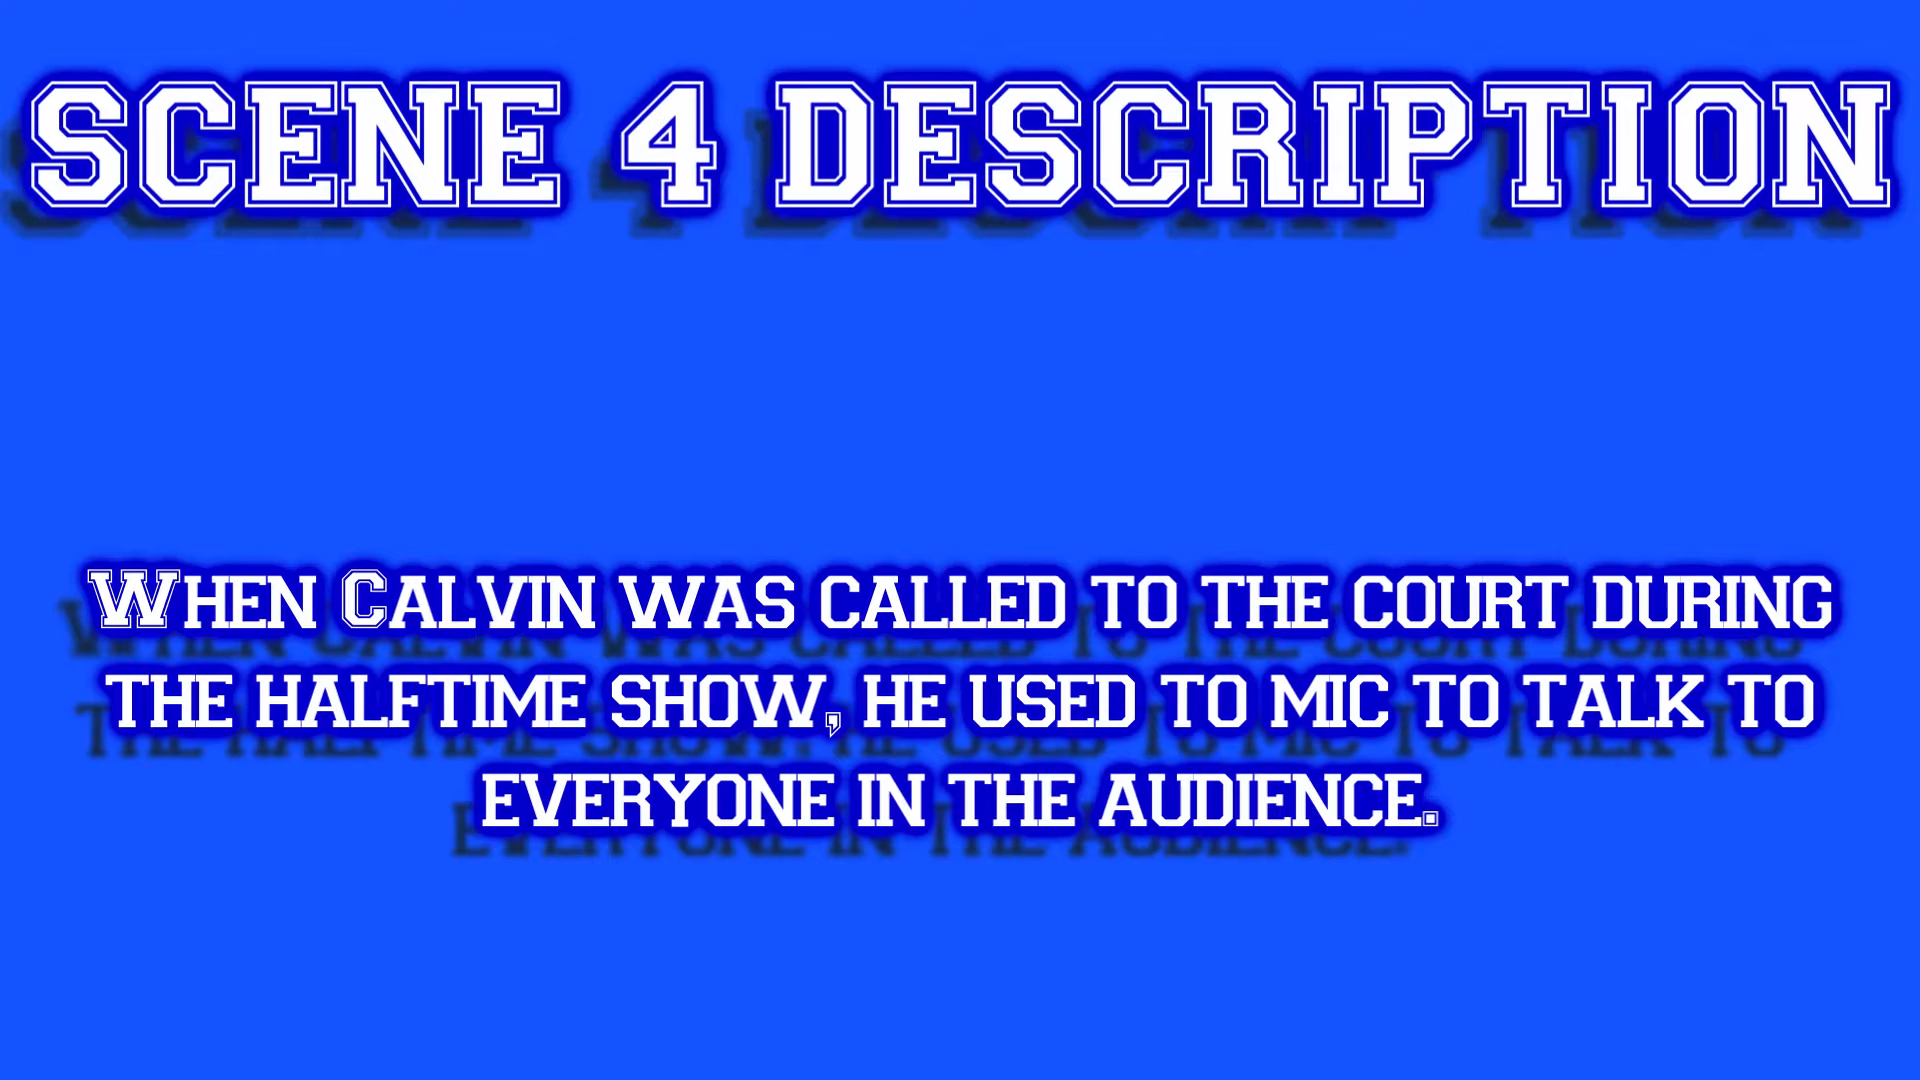 SCENE 4 DESCRIPTION
When Calvin was called to the court during
the halftime show, he used to mic to talk to
everyone in the audience.